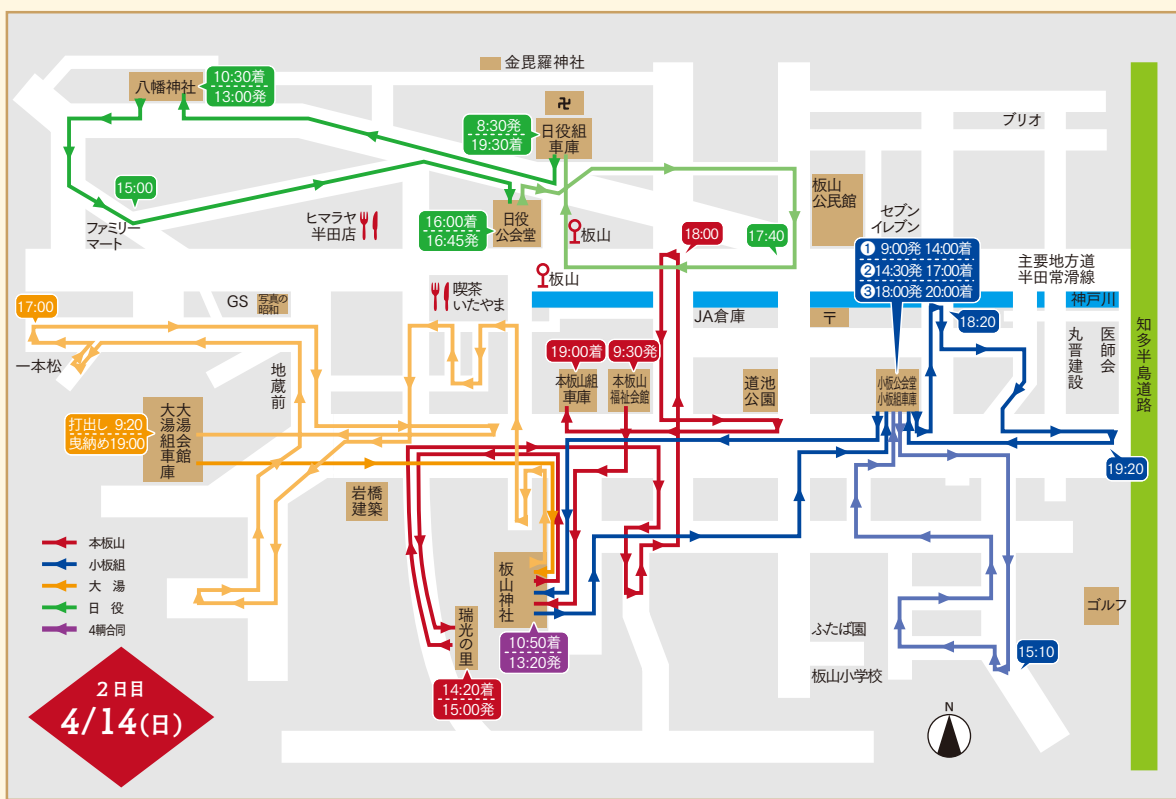 金毘羅神社
八幡神社
10:30着
13:00発
卍
8:30発
19:30着
日役組
車庫
ブリオ
15:00
板山
公民館
セブン
イレブン
ファミリー
マート
ヒマラヤ
半田店
16:00着
16:45発
日役
公会堂
板山
18:00
17:40
1 9:00発 14:00着
2 14:30発 17:00着
3 18:00発 20:00着
主要地方道
半田常滑線
板山
喫茶
いたやま
GS
写真の
昭和
17:00
神戸川
JA倉庫
〒
18:20
丸晋建設
医師会
知多半島道路
一本松
地蔵前
19:00着
9:30発
本板山組
車庫
本板山
福祉会館
道池
公園
小板公会堂
小板組車庫
打出し 9:20
曳納め19:00
大湯会館
大湯組車庫
19:20
岩橋
建築
本板山
小板組
大 湯
日 役
4輌合同
板山神社
瑞光の里
10:50着
13:20発
14:20着
15:00発
ゴルフ
ふたば園
15:10
板山小学校
2日目
4/14(日)
N